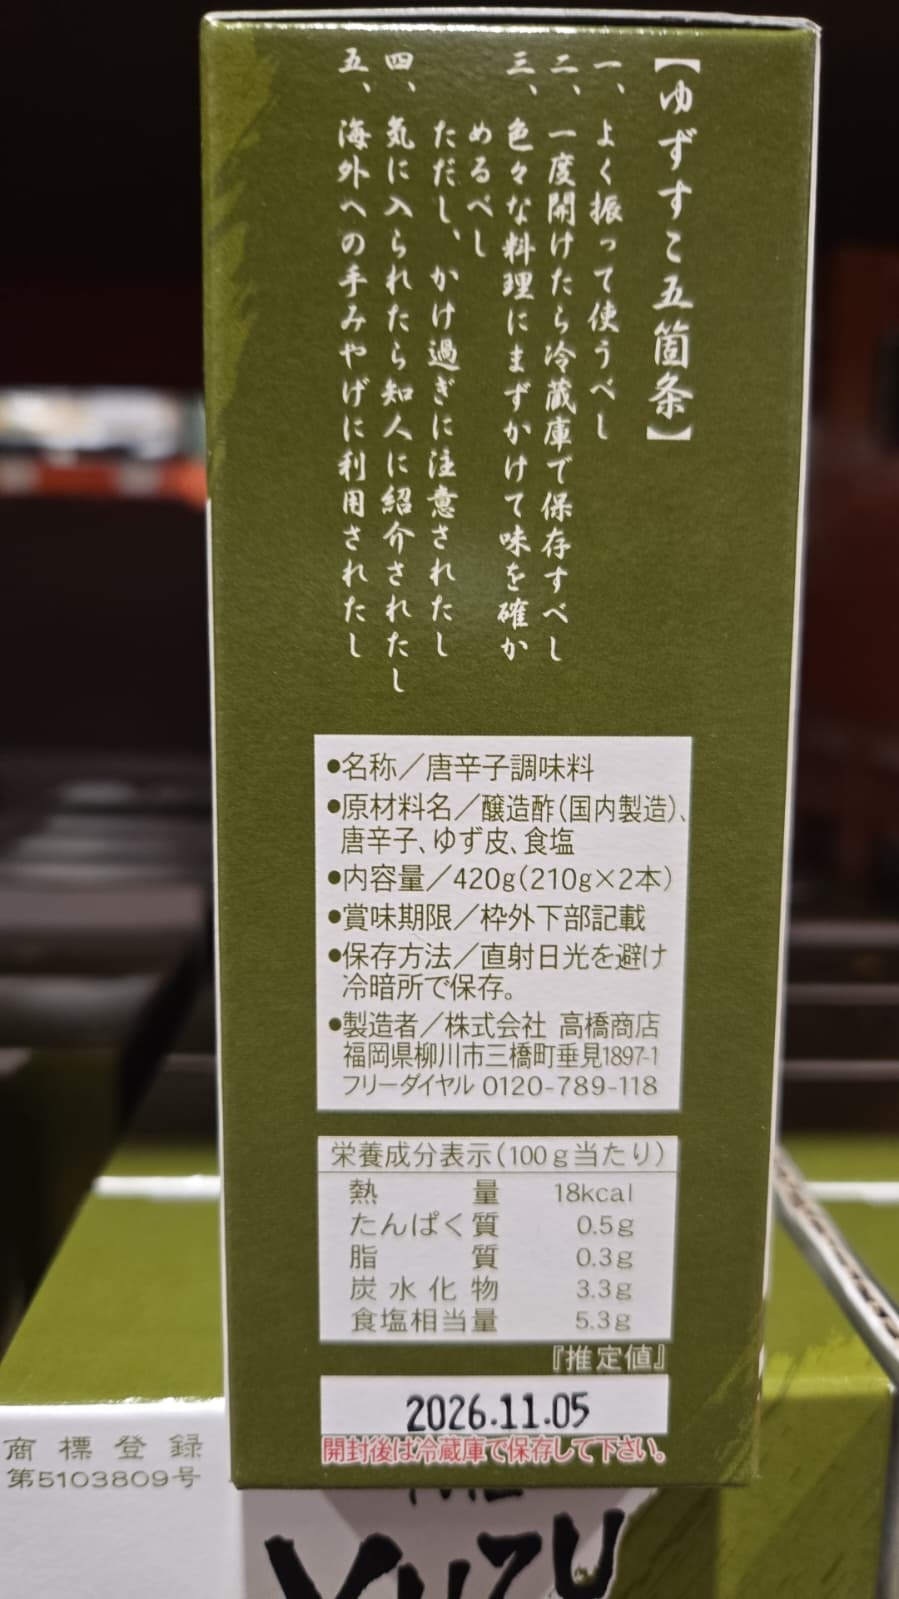 【ゆずすこ五箇条】
一、よく振って使うべし
二、一度開けたら冷蔵庫で保存すべし
三、色々な料理にまずかけて味を確か
めるべし
ただし、かけ過ぎに注意されたし
四、気に入られたら知人に紹介されたし
五、海外への手みやげに利用されたし
●名称／唐辛子調味料
●原材料名／醸造酢(国内製造)、
唐辛子、ゆず皮、食塩
●内容量／420g(210g×2本)
●賞味期限／枠外下部記載
●保存方法／直射日光を避け
冷暗所で保存。
●製造者／株式会社 高橋商店
福岡県柳川市三橋町垂見1897-1
フリーダイヤル 0120-789-118
栄養成分表示(100g当たり)
熱量 18kcal
たんぱく質 0.5g
脂質 0.3g
炭水化物 3.3g
食塩相当量 5.3g
『推定値』
2026.11.05
開封後は冷蔵庫で保存して下さい。
商標登録
第5103809号
YUZU